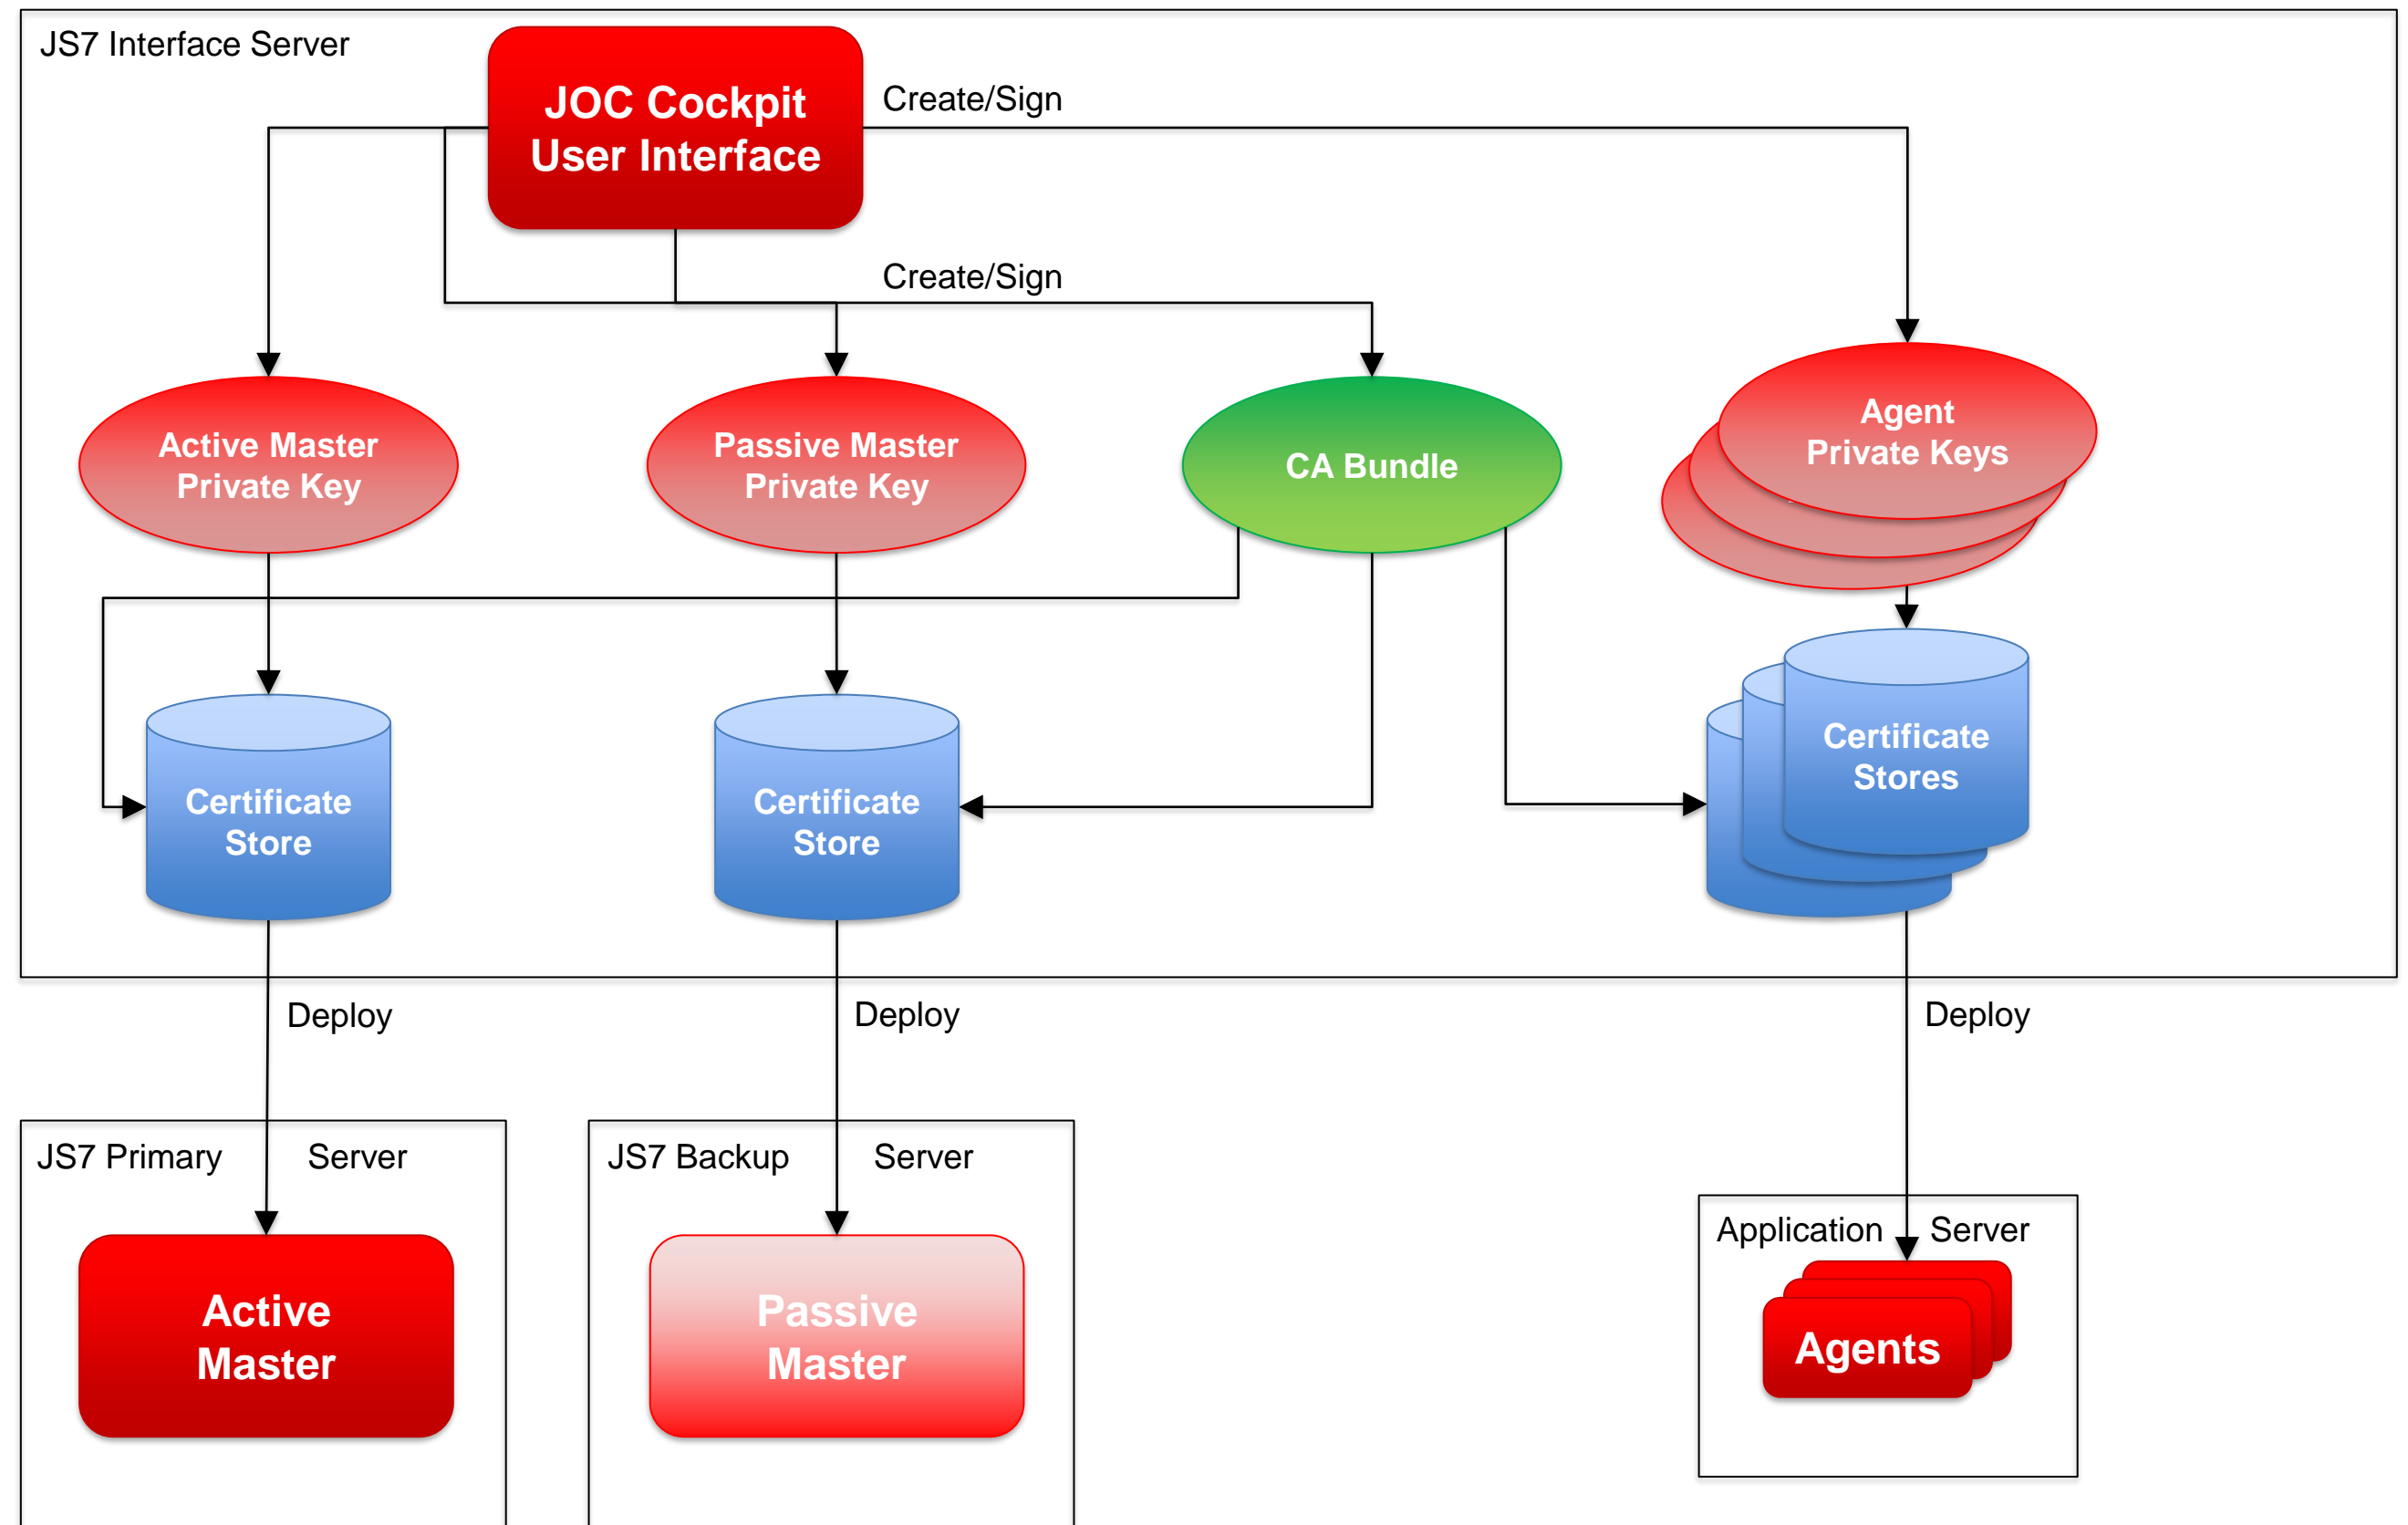 JS7 Interface Server
JOC Cockpit
User Interface
Create/Sign
Create/Sign
Active Master
Private Key
Passive Master
Private Key
CA Bundle
Agent
Private Keys
Certificate
Store
Certificate
Store
Certificate
Stores
Deploy
Deploy
Deploy
JS7 Primary Server
JS7 Backup Server
Application Server
Active
Master
Passive
Master
Agents